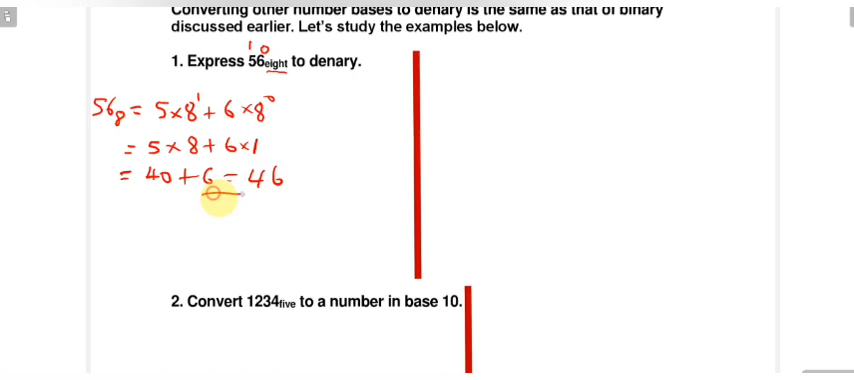 Converting other number bases to denary is the same as that of binary
discussed earlier. Let's study the examples below.
1 0
1. Express 56eight to denary.
56₈ = 5×8¹ + 6×8⁰
= 5 × 8 + 6×1
= 40 + 6 = 46
2. Convert 1234five to a number in base 10.